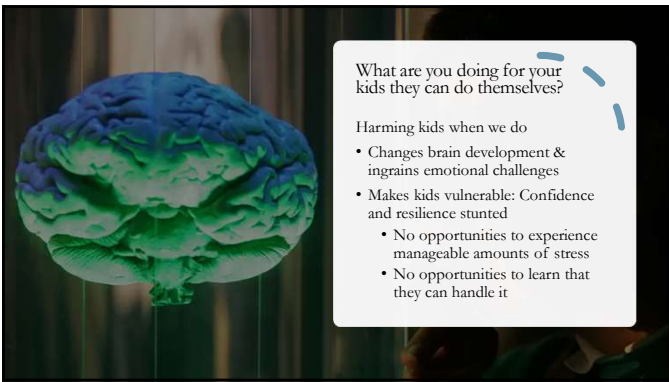 What are you doing for your
kids they can do themselves?
Harming kids when we do
• Changes brain development &
ingrains emotional challenges
• Makes kids vulnerable: Confidence
and resilience stunted
• No opportunities to experience
manageable amounts of stress
• No opportunities to learn that
they can handle it